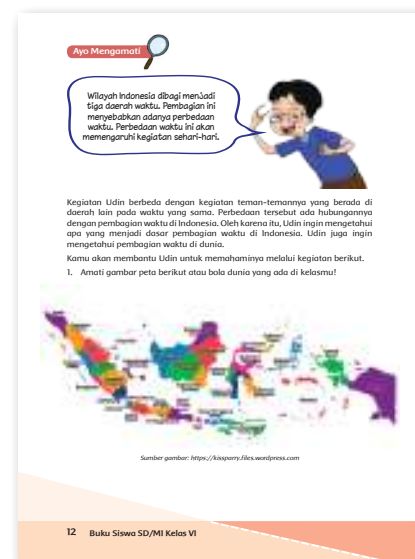 Ayo Mengamati
Wilayah Indonesia dibagi menjadi
tiga daerah waktu. Pembagian ini
menyebabkan adanya perbedaan
waktu. Perbedaan waktu ini akan
memengaruhi kegiatan sehari-hari.
Kegiatan Udin berbeda dengan kegiatan teman-temannya yang berada di
daerah lain pada waktu yang sama. Perbedaan tersebut ada hubungannya
dengan pembagian waktu di Indonesia. Oleh karena itu, Udin ingin mengetahui
apa yang menjadi dasar pembagian waktu di Indonesia. Udin juga ingin
mengetahui pembagian waktu di dunia.
Kamu akan membantu Udin untuk memahaminya melalui kegiatan berikut.
1. Amati gambar peta berikut atau bola dunia yang ada di kelasmu!
Sumber gambar: https://kissparry.files.wordpress.com
12 Buku Siswa SD/MI Kelas VI